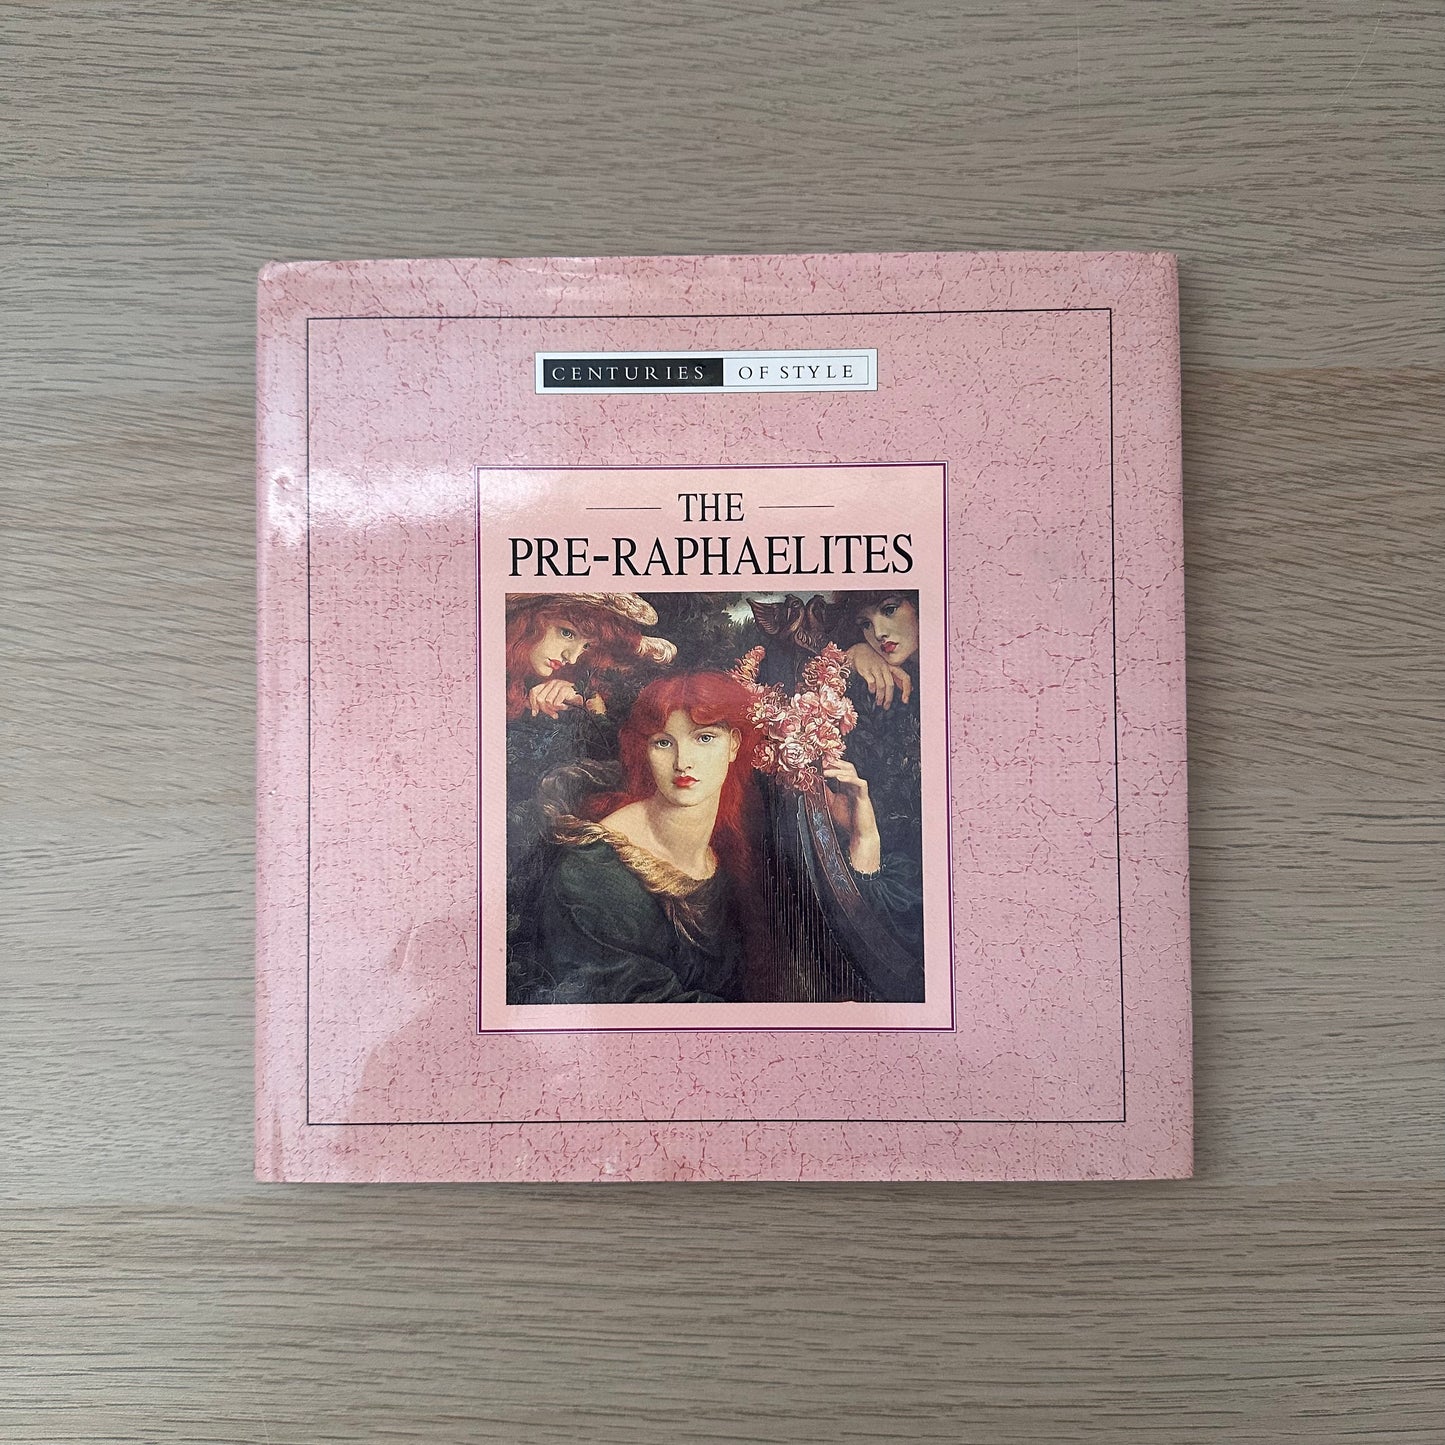 CENTURIES OF STYLE
THE
PRE-RAPHAELITES